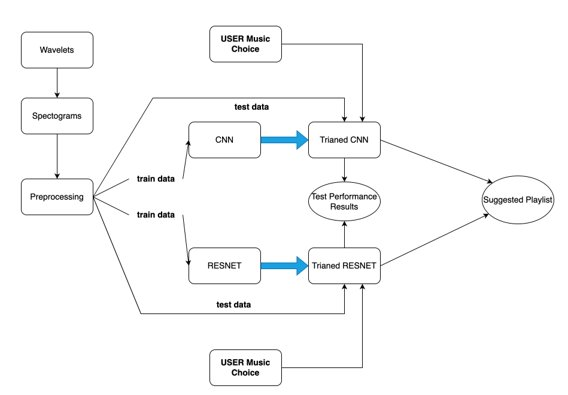 USER Music
Choice
Wavelets
test data
Spectograms
CNN
Trianed CNN
train data
Preprocessing
Test Performance
Results
Suggested Playlist
train data
RESNET
Trianed RESNET
test data
USER Music
Choice